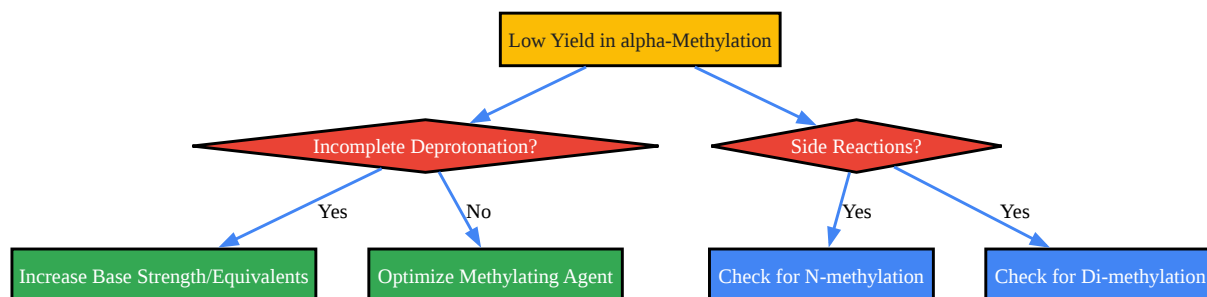 Low Yield in alpha-Methylation
Incomplete Deprotonation?
Side Reactions?
Yes
No
Yes
Yes
Increase Base Strength/Equivalents
Optimize Methylating Agent
Check for N-methylation
Check for Di-methylation